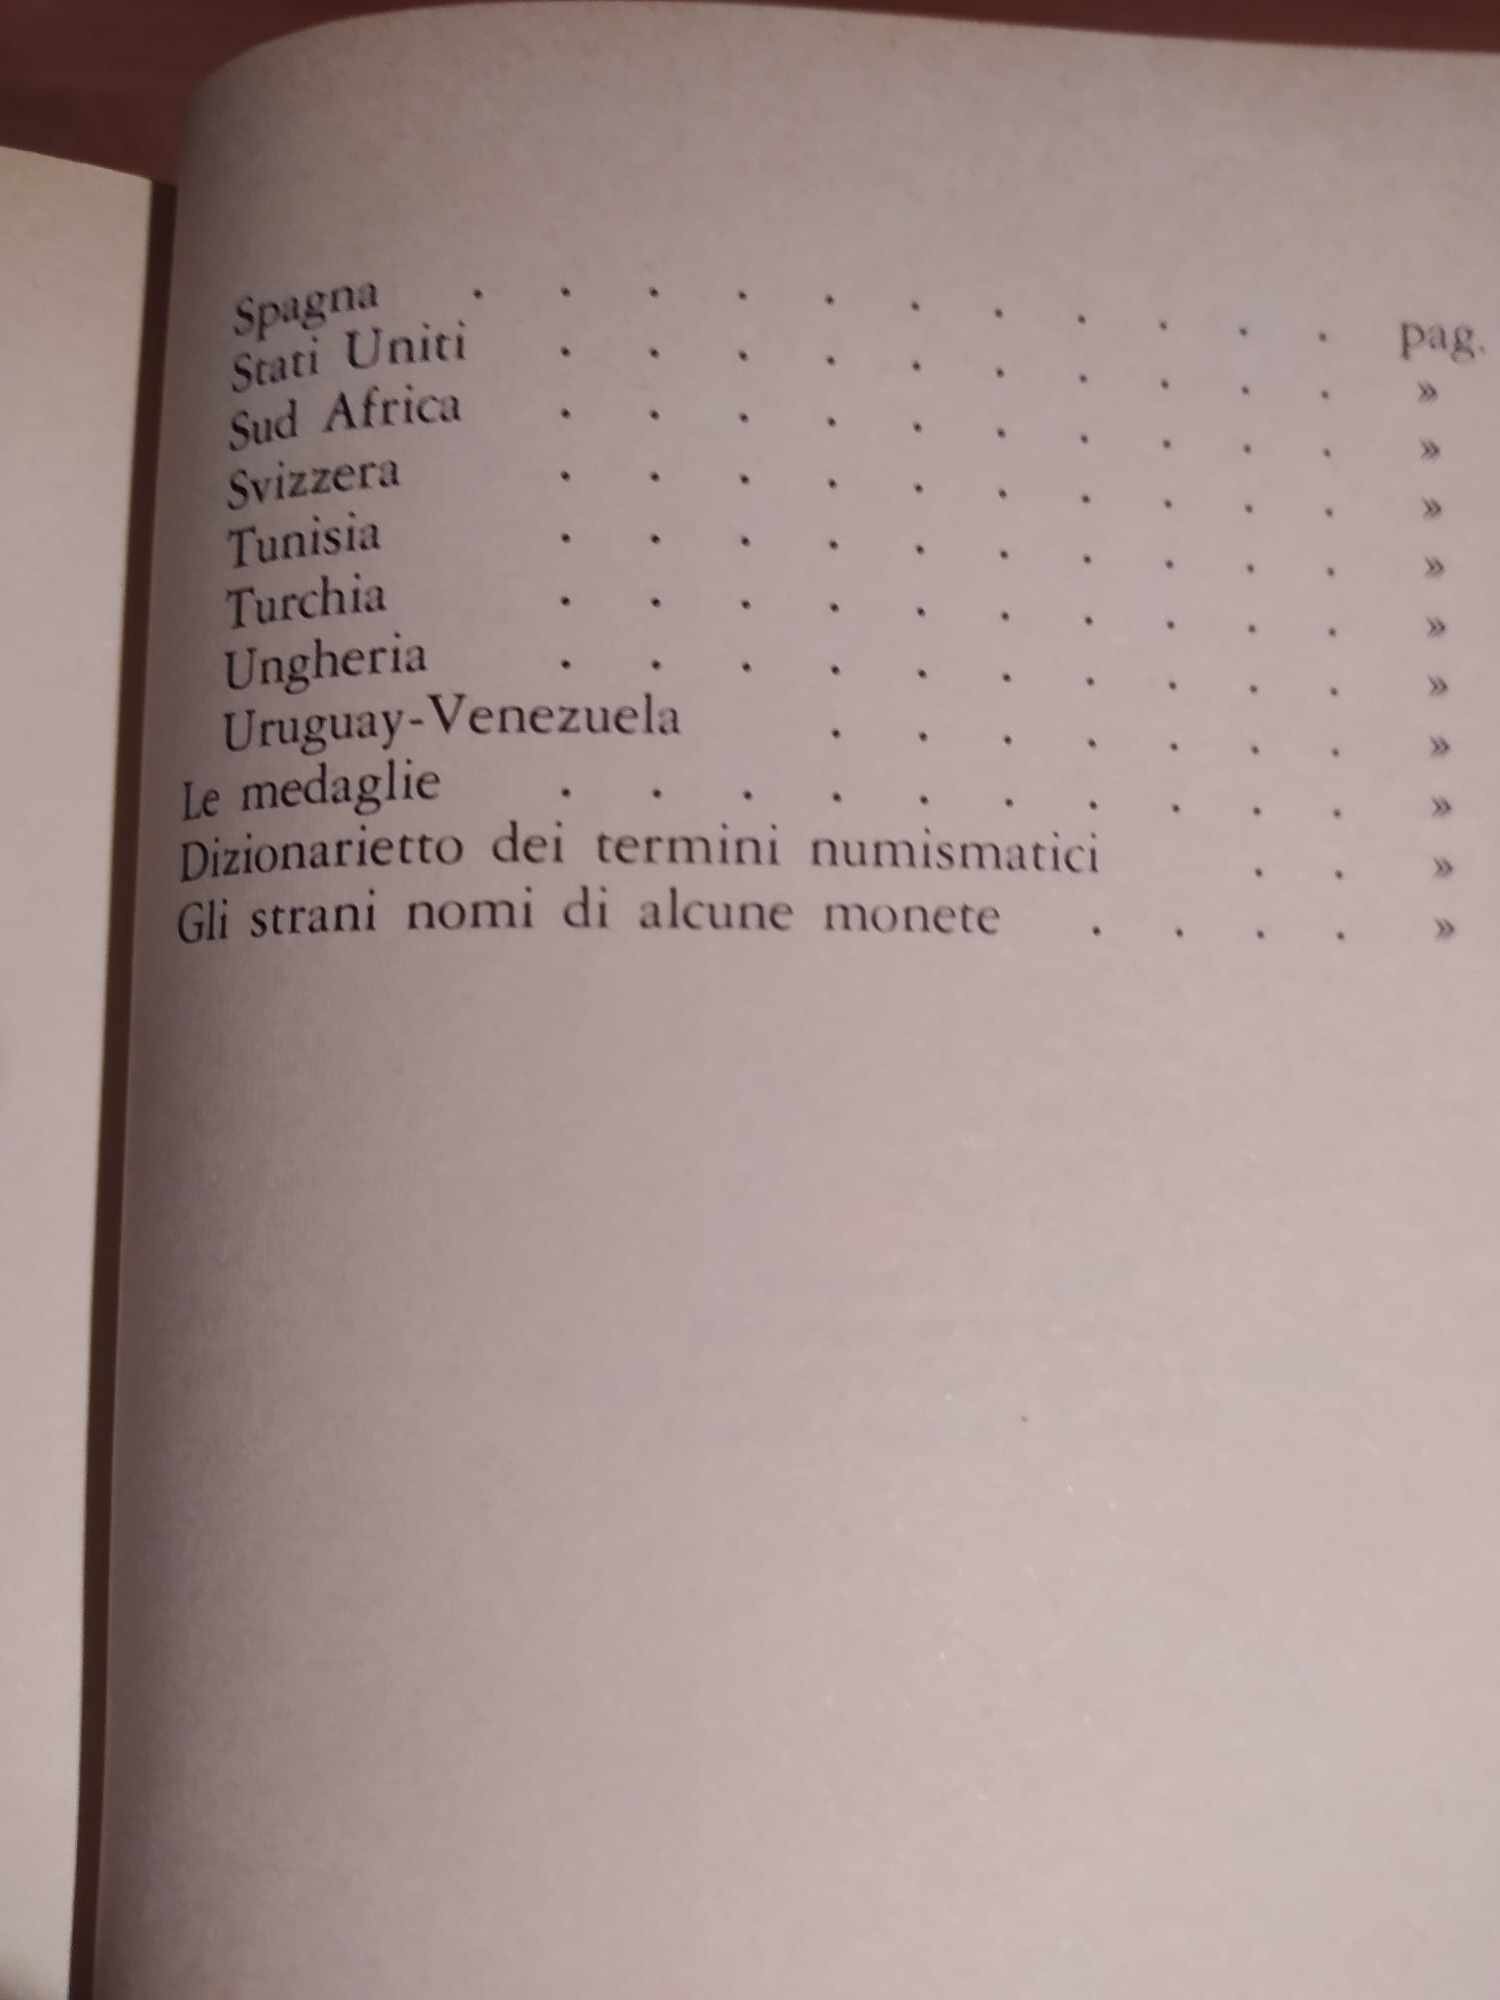 Spagna . . . . . . . . . . . pag.
Stati Uniti . . . . . . . . . . »
Sud Africa . . . . . . . . . . »
Svizzera . . . . . . . . . . »
Tunisia . . . . . . . . . . »
Turchia . . . . . . . . . . »
Ungheria . . . . . . . . . . »
Uruguay-Venezuela . . . . . . . »
Le medaglie . . . . . . . . . . »
Dizionarietto dei termini numismatici . . »
Gli strani nomi di alcune monete . . . . »